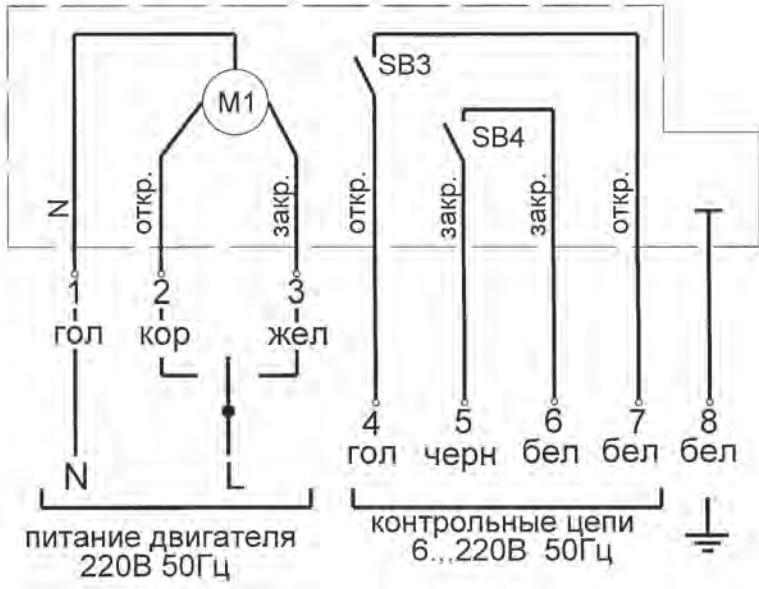 M1
SB3
SB4
N
откр.
закр.
откр.
закр.
закр.
откр.
1 2 3
гол кор жел
4 5 6 7 8
гол черн бел бел бел
N L
питание двигателя
220В 50Гц
контрольные цепи
6...220В 50Гц